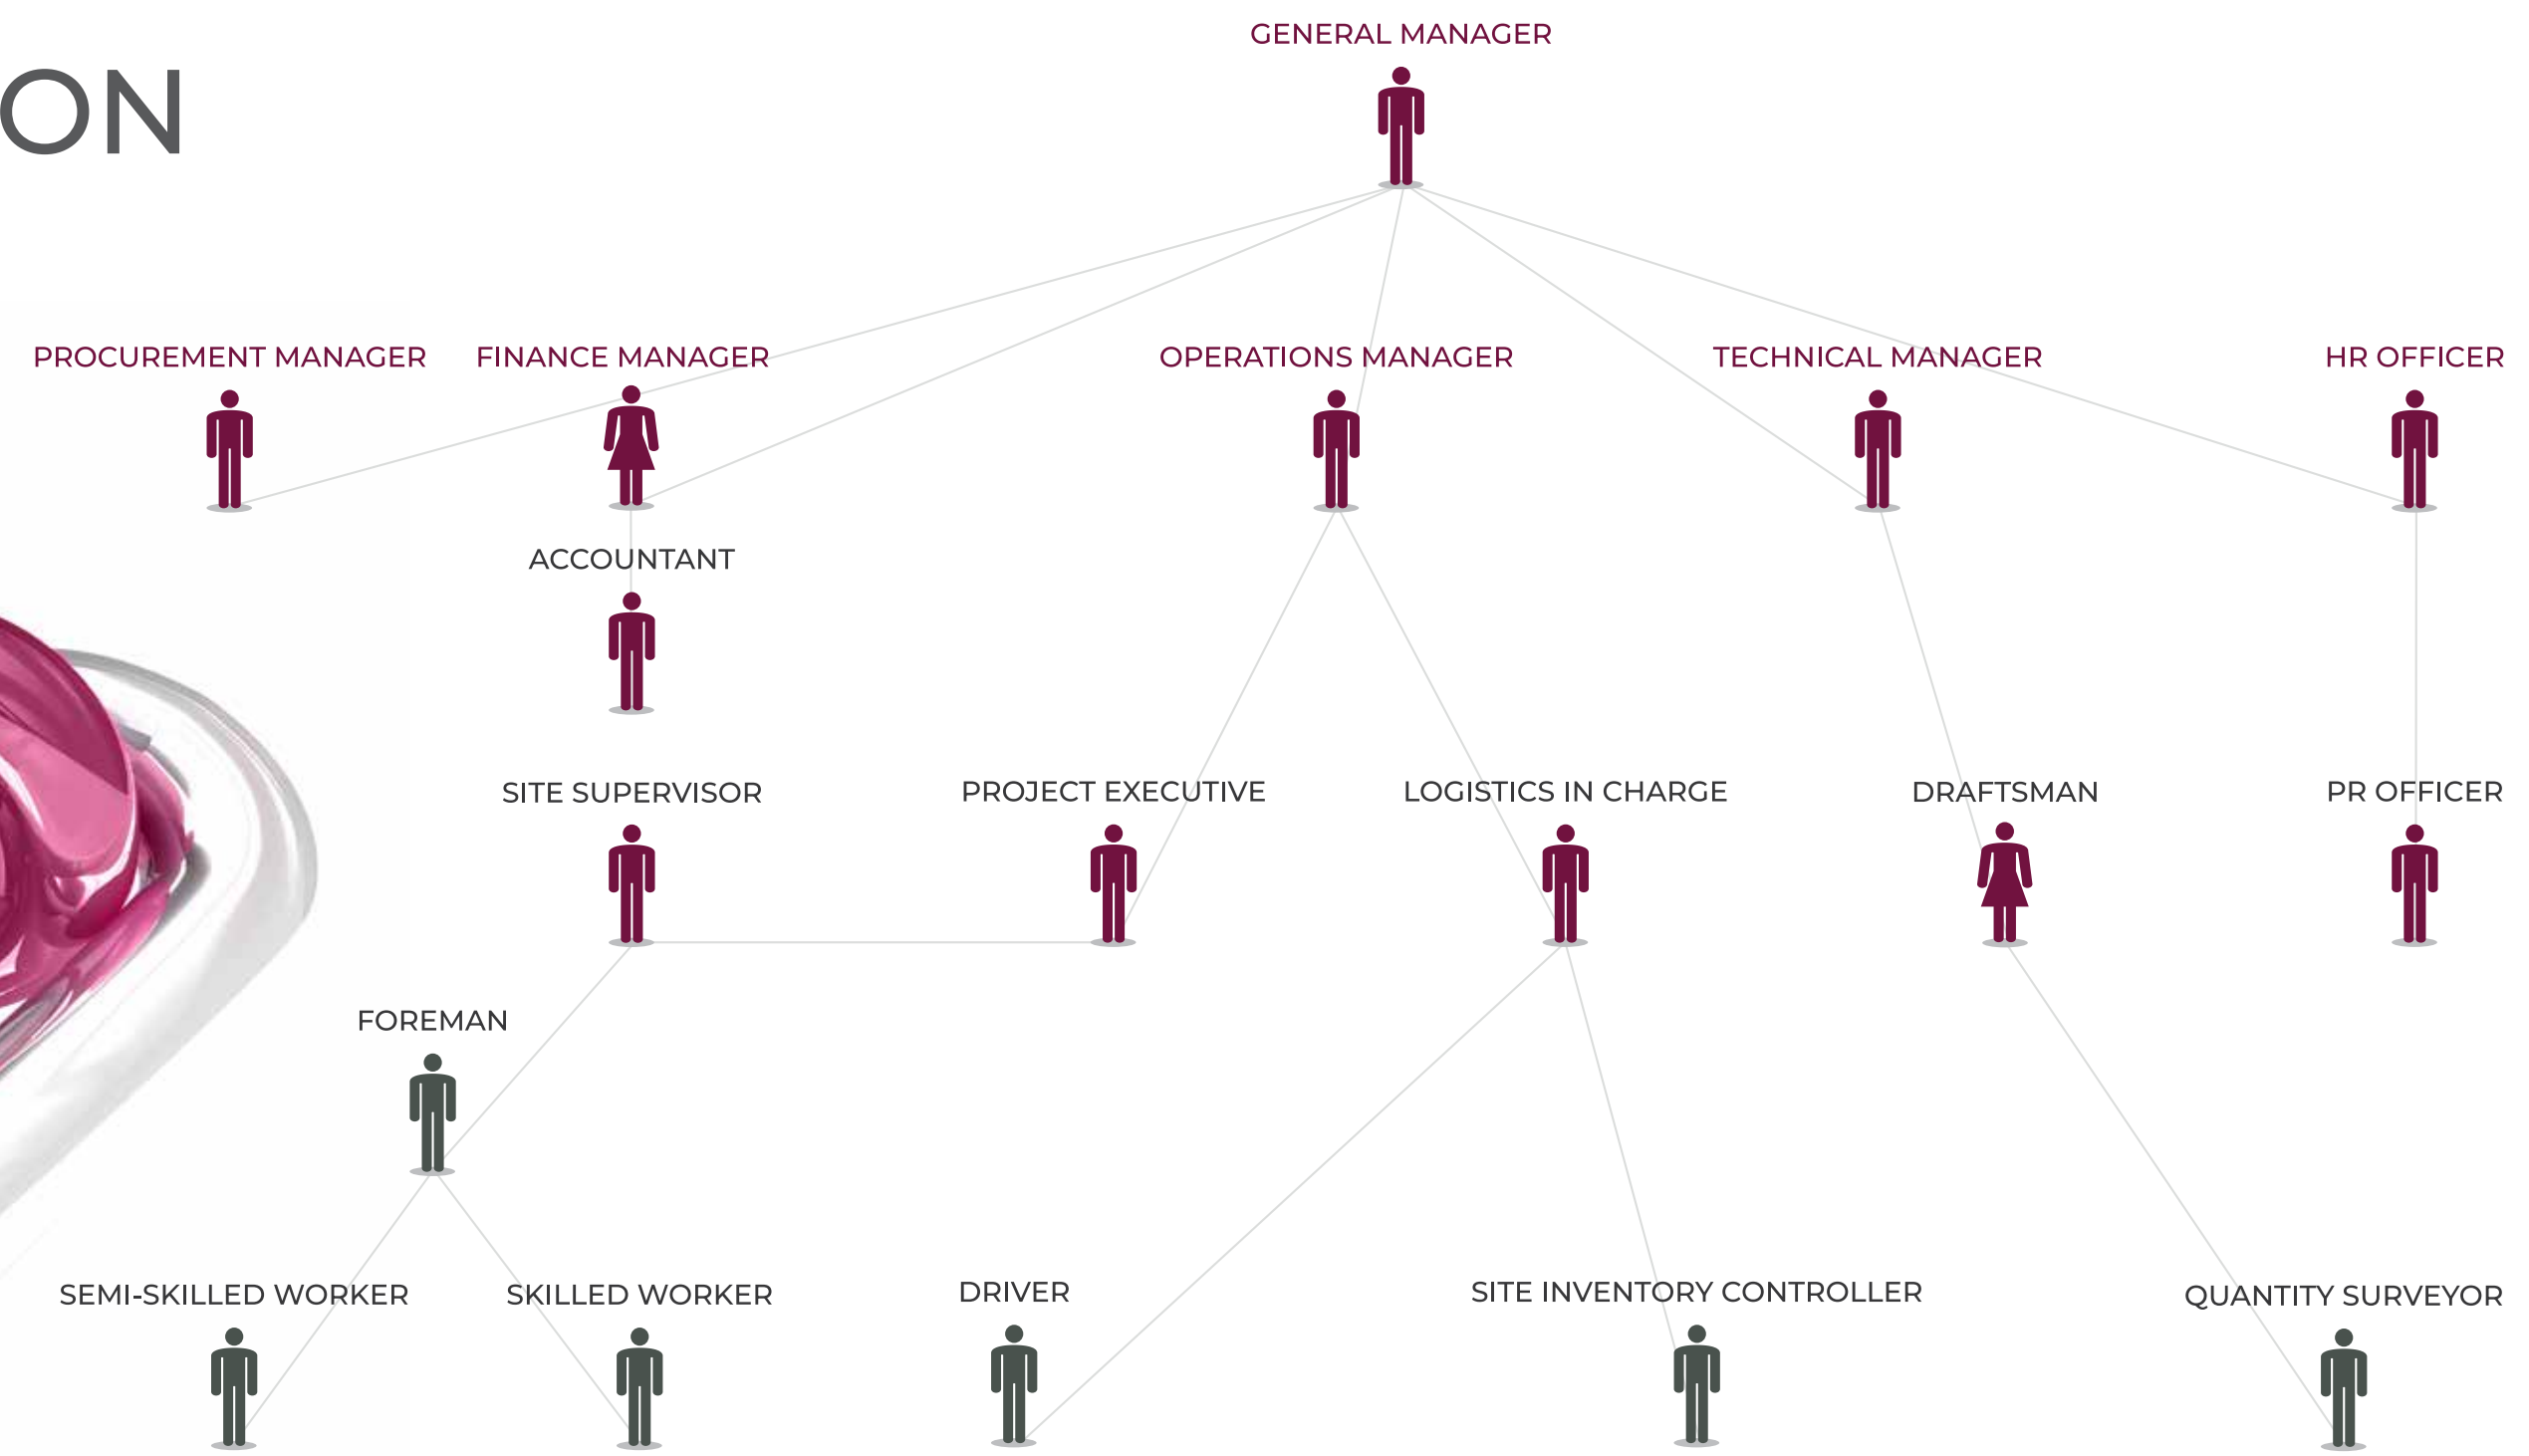 GENERAL MANAGER
ON
PROCUREMENT MANAGER
FINANCE MANAGER
OPERATIONS MANAGER
TECHNICAL MANAGER
HR OFFICER
ACCOUNTANT
SITE SUPERVISOR
PROJECT EXECUTIVE
LOGISTICS IN CHARGE
DRAFTSMAN
PR OFFICER
FOREMAN
SEMI-SKILLED WORKER
SKILLED WORKER
DRIVER
SITE INVENTORY CONTROLLER
QUANTITY SURVEYOR